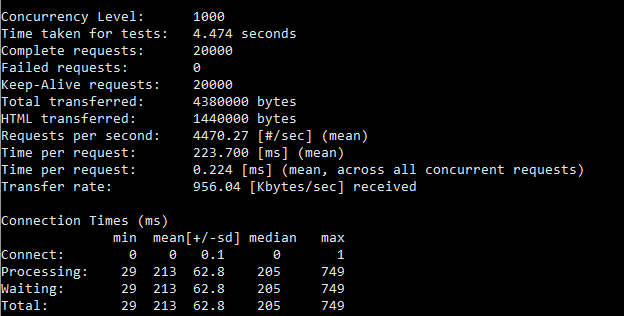 Concurrency Level:      1000
Time taken for tests:   4.474 seconds
Complete requests:      20000
Failed requests:        0
Keep-Alive requests:    20000
Total transferred:      4380000 bytes
HTML transferred:       1440000 bytes
Requests per second:    4470.27 [#/sec] (mean)
Time per request:       223.700 [ms] (mean)
Time per request:       0.224 [ms] (mean, across all concurrent requests)
Transfer rate:          956.04 [Kbytes/sec] received

Connection Times (ms)
              min  mean[+/-sd] median   max
Connect:        0    0   0.1      0       1
Processing:    29  213  62.8    205     749
Waiting:       29  213  62.8    205     749
Total:         29  213  62.8    205     749